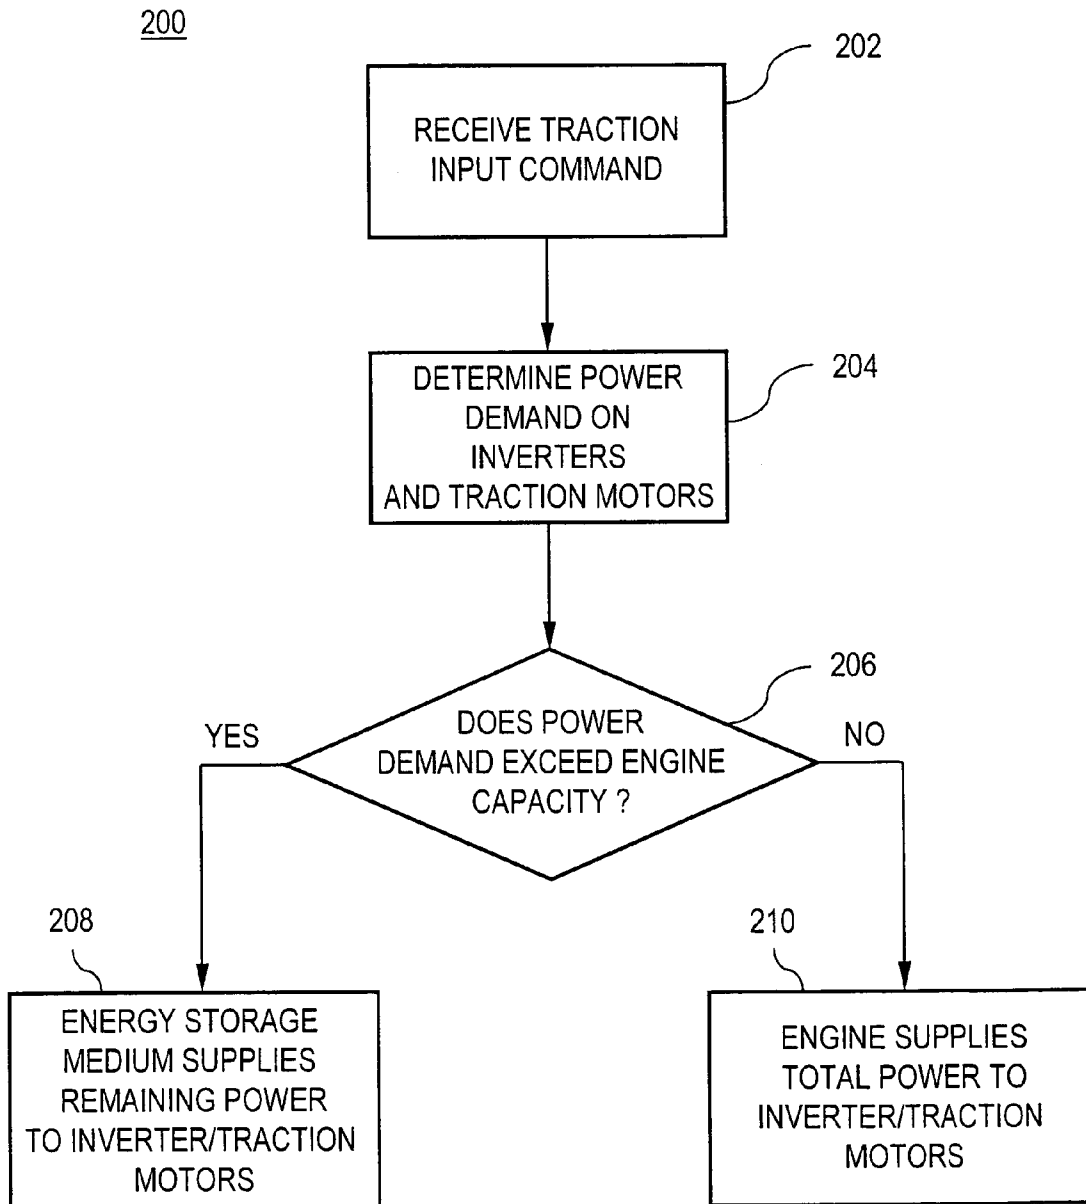 200
202
RECEIVE TRACTION
INPUT COMMAND
204
DETERMINE POWER
DEMAND ON
INVERTERS
AND TRACTION MOTORS
206
DOES POWER
DEMAND EXCEED ENGINE
CAPACITY ?
YES
NO
208
ENERGY STORAGE
MEDIUM SUPPLIES
REMAINING POWER
TO INVERTER/TRACTION
MOTORS
210
ENGINE SUPPLIES
TOTAL POWER TO
INVERTER/TRACTION
MOTORS